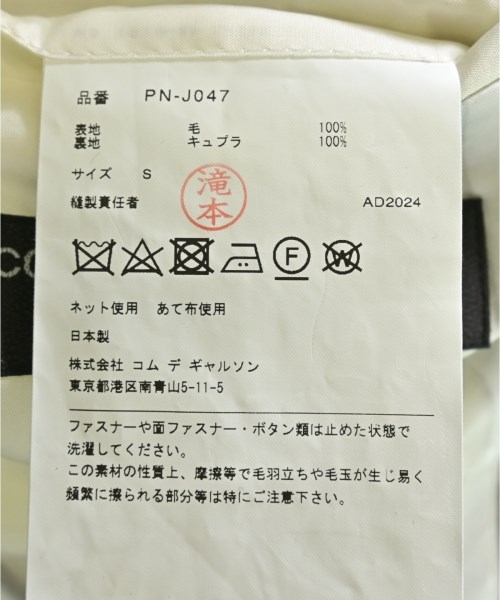 品番 PN-J047
表地 毛 100%
裏地 キュプラ 100%
サイズ S
滝本
縫製責任者 AD2024
F W
ネット使用 あて布使用
日本製
株式会社 コム デ ギャルソン
東京都港区南青山5-11-5
ファスナーや面ファスナー・ボタン類は止めた状態で
洗濯してください。
この素材の性質上、摩擦等で毛羽立ちや毛玉が生じ易く
頻繁に擦られる部分等は特にご注意下さい。
CO